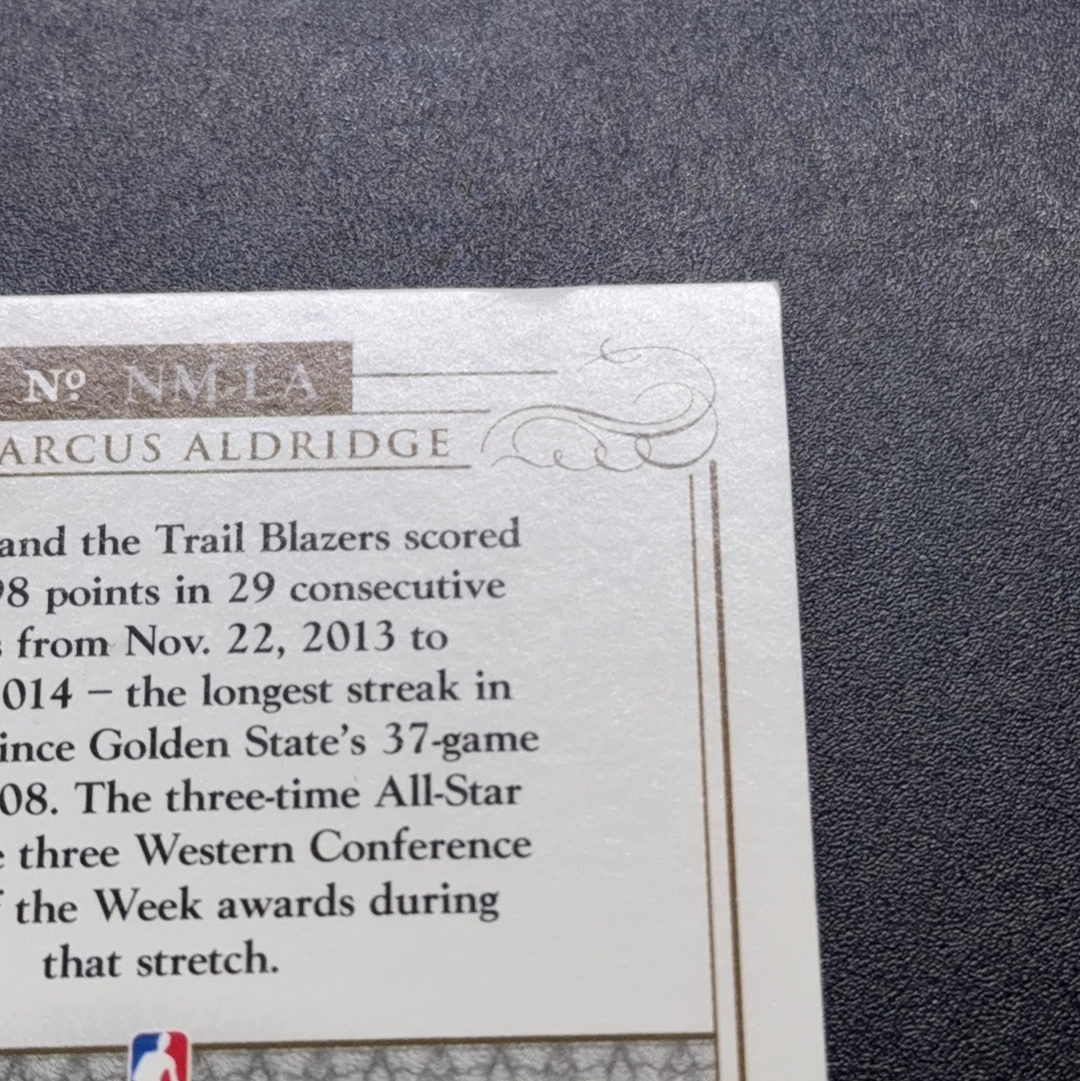 Nº NM-LA
ARCUS ALDRIDGE
and the Trail Blazers scored
98 points in 29 consecutive
s from Nov. 22, 2013 to
014 – the longest streak in
ince Golden State's 37-game
08. The three-time All-Star
e three Western Conference
f the Week awards during
that stretch.